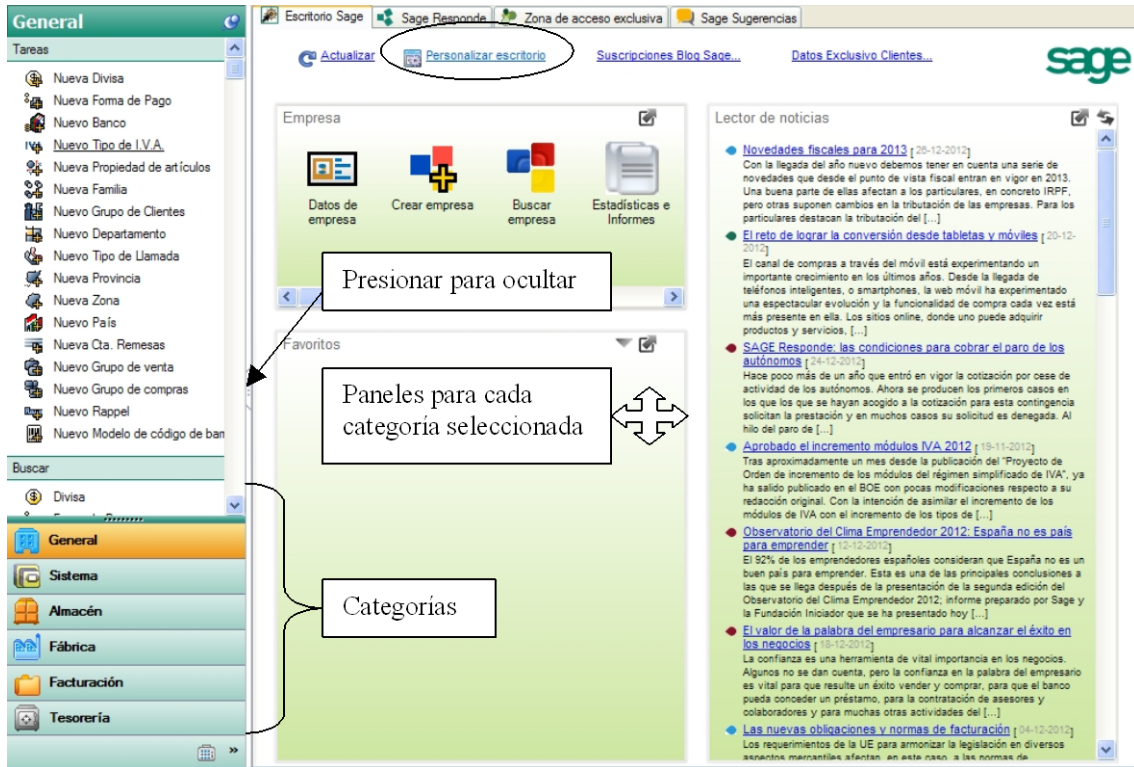 General
Tareas
Nueva Divisa
Nueva Forma de Pago
Nuevo Banco
Nuevo Tipo de I.V.A.
Nueva Propiedad de artículos
Nueva Familia
Nuevo Grupo de Clientes
Nuevo Departamento
Nuevo Tipo de Llamada
Nueva Provincia
Nueva Zona
Nuevo País
Nueva Cta. Remesas
Nuevo Grupo de venta
Nuevo Grupo de compras
Nuevo Rappel
Nuevo Modelo de código de barr
Buscar
Divisa
General
Sistema
Almacén
Fábrica
Facturación
Tesorería
»
Escritorio Sage
Sage Responde
Zona de acceso exclusiva
Sage Sugerencias
Actualizar
Personalizar escritorio
Suscripciones Blog Sage...
Datos Exclusivo Clientes...
sage
Empresa
Datos de
empresa
Crear empresa
Buscar
empresa
Estadísticas e
Informes
Presionar para ocultar
Favoritos
Paneles para cada
categoría seleccionada
Categorías
Lector de noticias
Novedades fiscales para 2013 [26-12-2012]
Con la llegada del año nuevo debemos tener en cuenta una serie de
novedades que desde el punto de vista fiscal entran en vigor en 2013.
Una buena parte de ellas afectan a los particulares, en concreto IRPF,
pero otras suponen cambios en la tributación de las empresas. Para los
particulares destacan la tributación del [...]
El reto de lograr la conversión desde tabletas y móviles [20-12-
2012]
El canal de compras a través del móvil está experimentando un
importante crecimiento en los últimos años. Desde la llegada de
teléfonos inteligentes, o smartphones, la web móvil ha experimentado
una espectacular evolución y la funcionalidad de compra cada vez está
más presente en ella. Los sitios online, donde uno puede adquirir
productos y servicios, [...]
SAGE Responde: las condiciones para cobrar el paro de los
autónomos [24-12-2012]
Hace poco más de un año que entró en vigor la cotización por cese de
actividad de los autónomos. Ahora se producen los primeros casos en
los que los que se hayan acogido a la cotización para esta contingencia
solicitan la prestación y en muchos casos su solicitud es denegada. Al
hilo del paro de [...]
Aprobado el incremento módulos IVA 2012 [19-11-2012]
Tras aproximadamente un mes desde la publicación del "Proyecto de
Orden de incremento de los módulos del régimen simplificado de IVA", ya
ha salido publicado en el BOE con pocas modificaciones respecto a su
redacción original. Con la intención de asimilar el incremento de los
módulos de IVA con el incremento de los tipos de [...]
Observatorio del Clima Emprendedor 2012: España no es país
para emprender [12-12-2012]
El 92% de los emprendedores españoles consideran que España no es un
buen país para emprender. Esta es una de las principales conclusiones a
las que se llega después de la presentación de la segunda edición del
Observatorio del Clima Emprendedor 2012; informe preparado por Sage y
la Fundación Iniciador que se ha presentado hoy [...]
El valor de la palabra del empresario para alcanzar el éxito en
los negocios [18-12-2012]
La confianza es una herramienta de vital importancia en los negocios.
Algunos no se dan cuenta, pero la confianza en la palabra del empresario
es vital para que resulte un éxito vender y comprar, para que el banco
pueda conceder un préstamo, para la contratación de asesores y
colaboradores y para muchas otras actividades del [...]
Las nuevas obligaciones y normas de facturación [04-12-2012]
Los requerimientos de la UE para armonizar la legislación en diversos
aspectos mercantiles afectan, en este caso, a las normas de